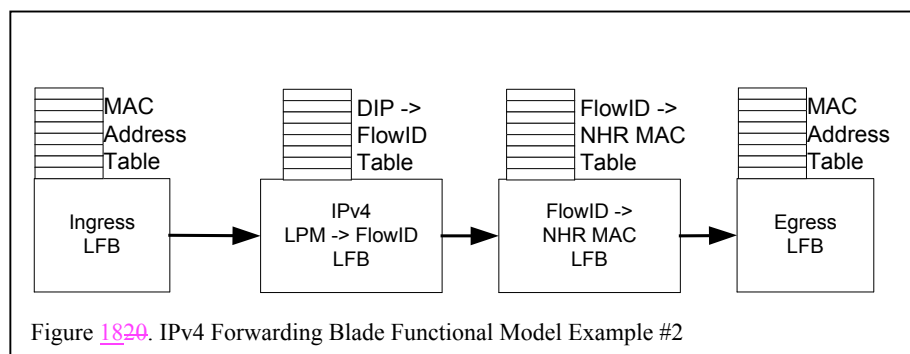 MAC
Address
Table
DIP ->
FlowID
Table
FlowID ->
NHR MAC
Table
MAC
Address
Table
Ingress
LFB
IPv4
LPM -> FlowID
LFB
FlowID ->
NHR MAC
LFB
Egress
LFB
Figure 1820. IPv4 Forwarding Blade Functional Model Example #2